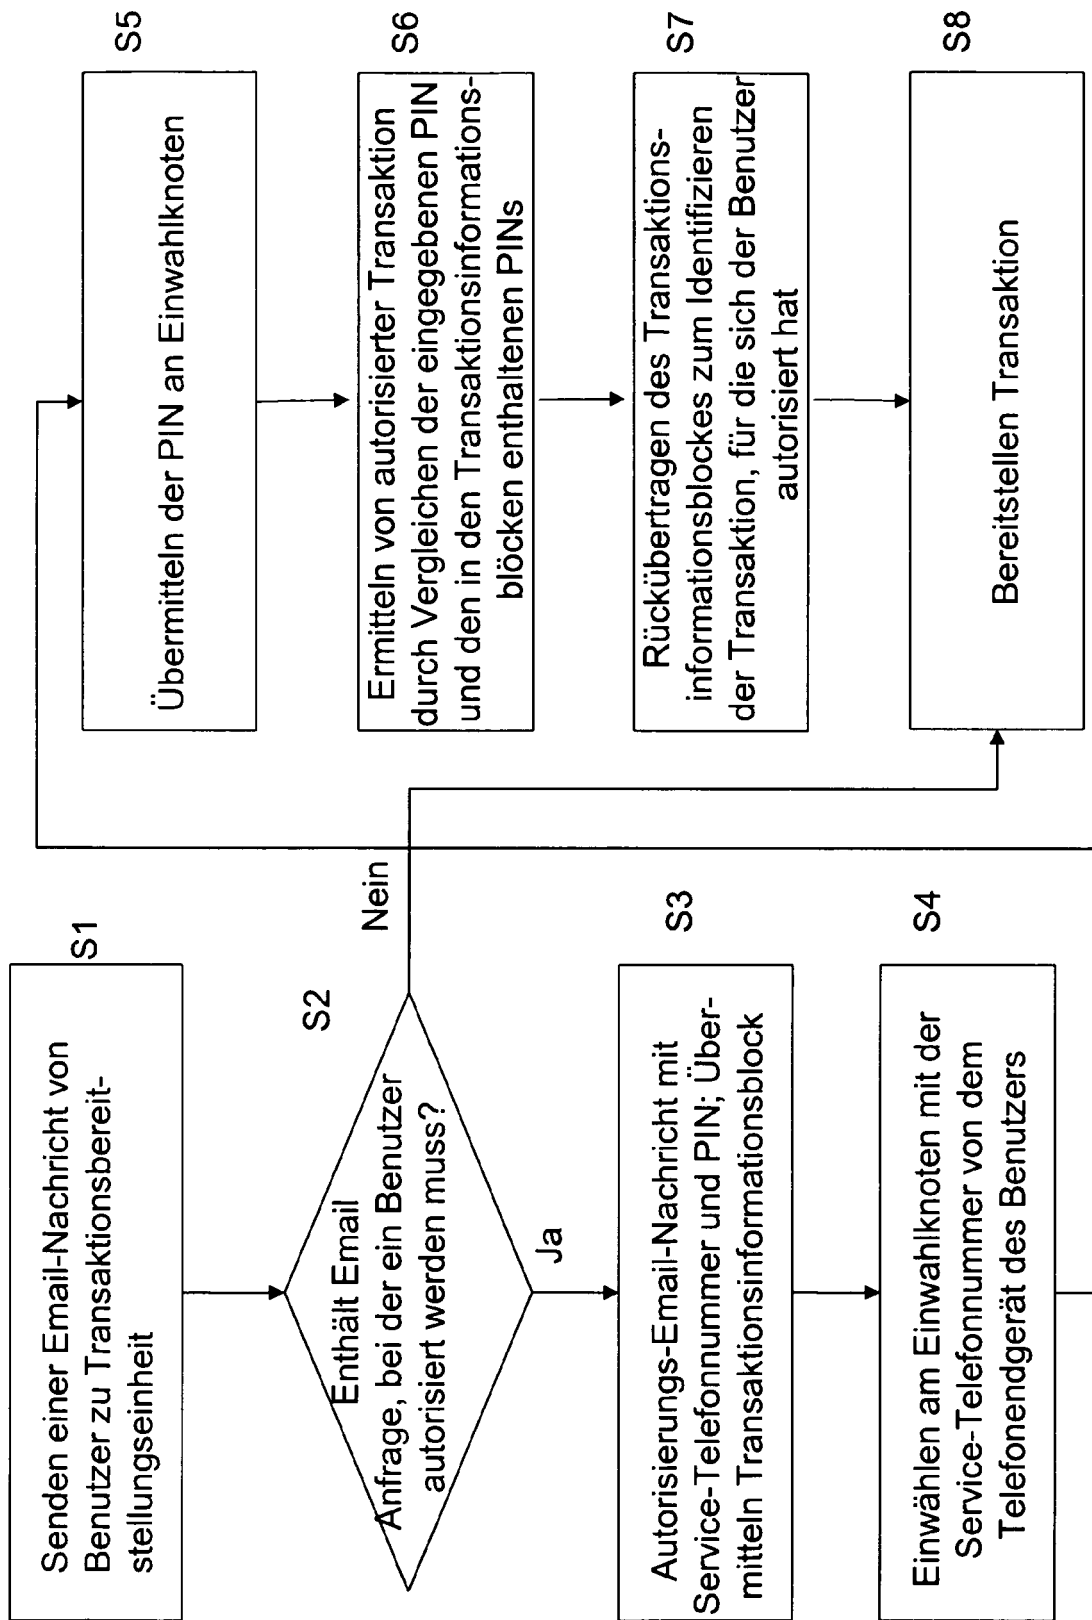 S1
Senden einer Email-Nachricht von
Benutzer zu Transaktionsbereit-
stellungseinheit
S2
Enthält Email
Anfrage, bei der ein Benutzer
autorisiert werden muss?
Nein
Ja
S3
Autorisierungs-Email-Nachricht mit
Service-Telefonnummer und PIN; Über-
mitteln Transaktionsinformationsblock
S4
Einwählen am Einwahlknoten mit der
Service-Telefonnummer von dem
Telefonendgerät des Benutzers
S5
Übermitteln der PIN an Einwahlknoten
S6
Ermitteln von autorisierter Transaktion
durch Vergleichen der eingegebenen PIN
und den in den Transaktionsinformations-
blöcken enthaltenen PINs
S7
Rückübertragen des Transaktions-
informationsblockes zum Identifizieren
der Transaktion, für die sich der Benutzer
autorisiert hat
S8
Bereitstellen Transaktion